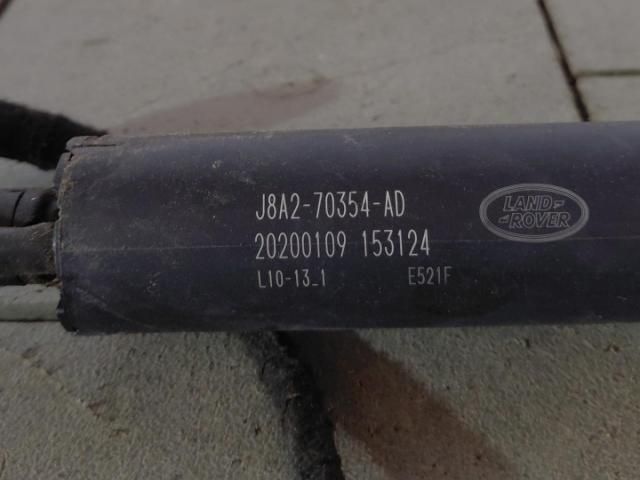 J8A2-70354-AD
LAND
ROVER
20200109 153124
L10-13_1 E521F